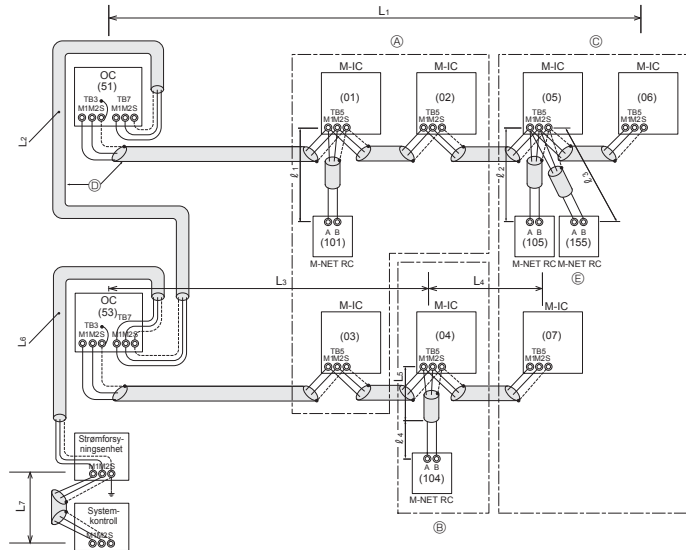 L1
Ⓐ
Ⓒ
M-IC
M-IC
M-IC
M-IC
OC
(51)
TB3
TB7
M1M2S
M1M2S
(01)
TB5
M1M2S
(02)
TB5
M1M2S
(05)
TB5
M1M2S
(06)
TB5
M1M2S
L2
Ⓓ
ℓ1
ℓ2
ℓ3
A B
(101)
M-NET RC
A B
(105)
M-NET RC
A B
(155)
M-NET RC
Ⓔ
L3
L4
OC
(53)
TB3
TB7
M1M2S
M1M2S
M-IC
M-IC
M-IC
(03)
TB5
M1M2S
(04)
TB5
M1M2S
(07)
TB5
M1M2S
L6
L5
ℓ4
A B
(104)
M-NET RC
Ⓑ
Strømforsy-
ningsenhet
M1M2S
L7
System-
kontroll
M1M2S